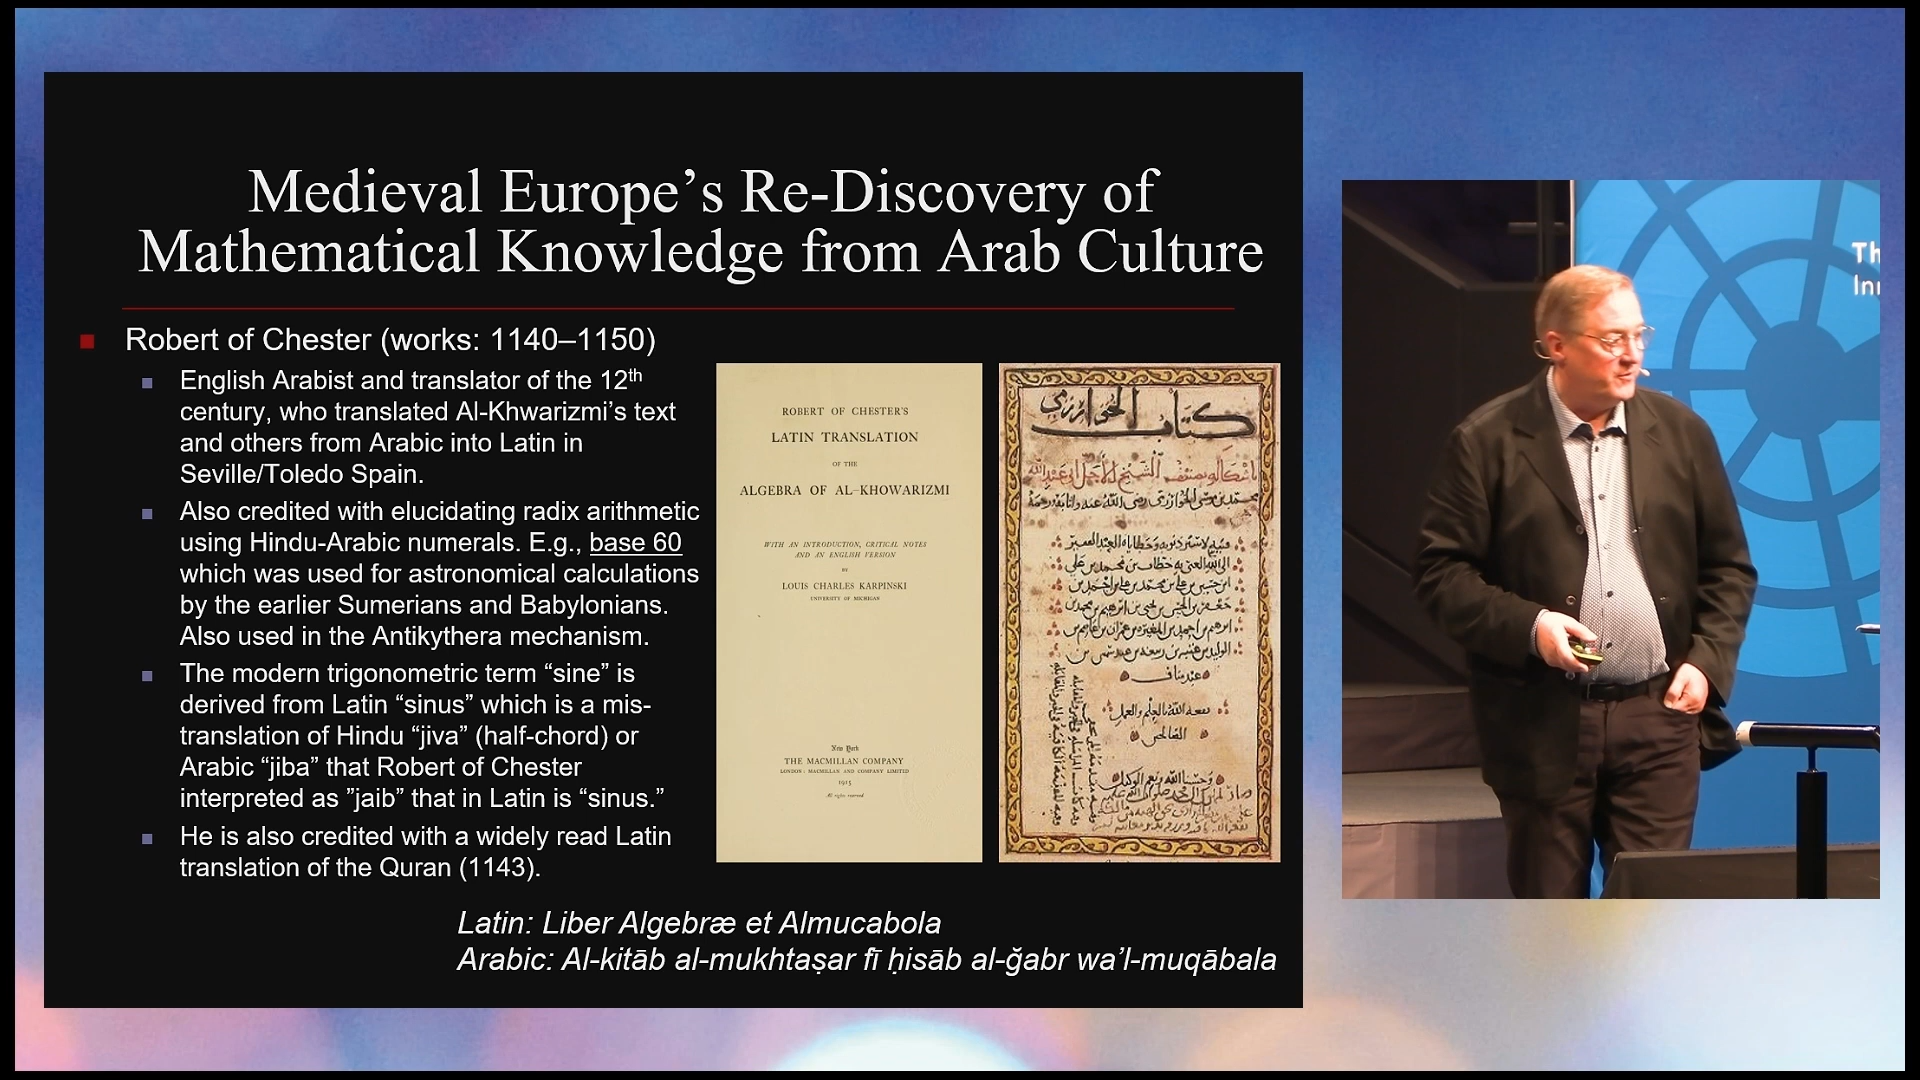 Medieval Europe’s Re-Discovery of
Mathematical Knowledge from Arab Culture
Robert of Chester (works: 1140–1150)
English Arabist and translator of the 12th
century, who translated Al-Khwarizmi’s text
and others from Arabic into Latin in
Seville/Toledo Spain.
Also credited with elucidating radix arithmetic
using Hindu-Arabic numerals. E.g., base 60
which was used for astronomical calculations
by the earlier Sumerians and Babylonians.
Also used in the Antikythera mechanism.
The modern trigonometric term “sine” is
derived from Latin “sinus” which is a mis-
translation of Hindu “jiva” (half-chord) or
Arabic “jiba” that Robert of Chester
interpreted as ”jaib” that in Latin is “sinus.”
He is also credited with a widely read Latin
translation of the Quran (1143).
ROBERT OF CHESTER'S
LATIN TRANSLATION
OF THE
ALGEBRA OF AL-KHOWARIZMI
WITH AN INTRODUCTION, CRITICAL NOTES
AND AN ENGLISH VERSION
BY
LOUIS CHARLES KARPINSKI
UNIVERSITY OF MICHIGAN
New York
THE MACMILLAN COMPANY
LONDON: MACMILLAN AND COMPANY LIMITED
1915
All rights reserved
كتاب الخوارزمي
Latin: Liber Algebræ et Almucabola
Arabic: Al-kitāb al-mukhtaṣar fī ḥisāb al-ğabr wa’l-muqābala